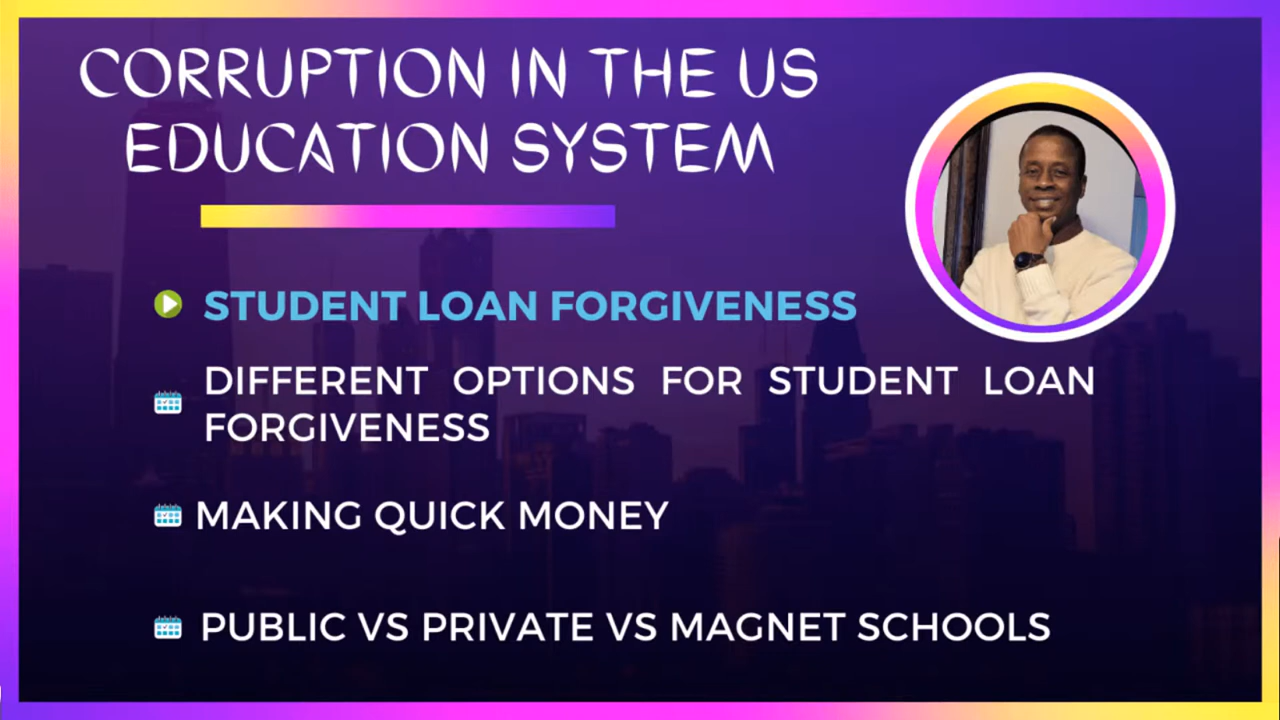 CORRUPTION IN THE US
EDUCATION SYSTEM
STUDENT LOAN FORGIVENESS
DIFFERENT OPTIONS FOR STUDENT LOAN
FORGIVENESS
MAKING QUICK MONEY
PUBLIC VS PRIVATE VS MAGNET SCHOOLS